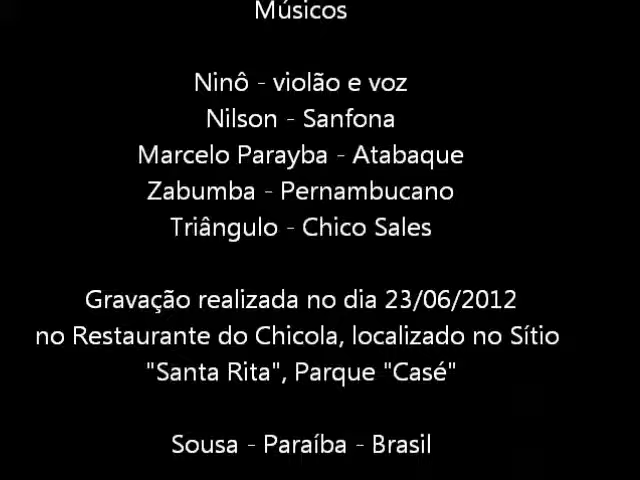 Músicos
Ninô - violão e voz
Nilson - Sanfona
Marcelo Parayba - Atabaque
Zabumba - Pernambucano
Triângulo - Chico Sales
Gravação realizada no dia 23/06/2012
no Restaurante do Chicola, localizado no Sítio
"Santa Rita", Parque "Casé"
Sousa - Paraíba - Brasil